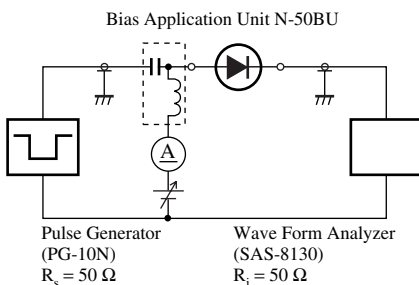 Bias Application Unit N-50BU
A
Pulse Generator
(PG-10N)
Rs = 50 Ω
Wave Form Analyzer
(SAS-8130)
Ri = 50 Ω